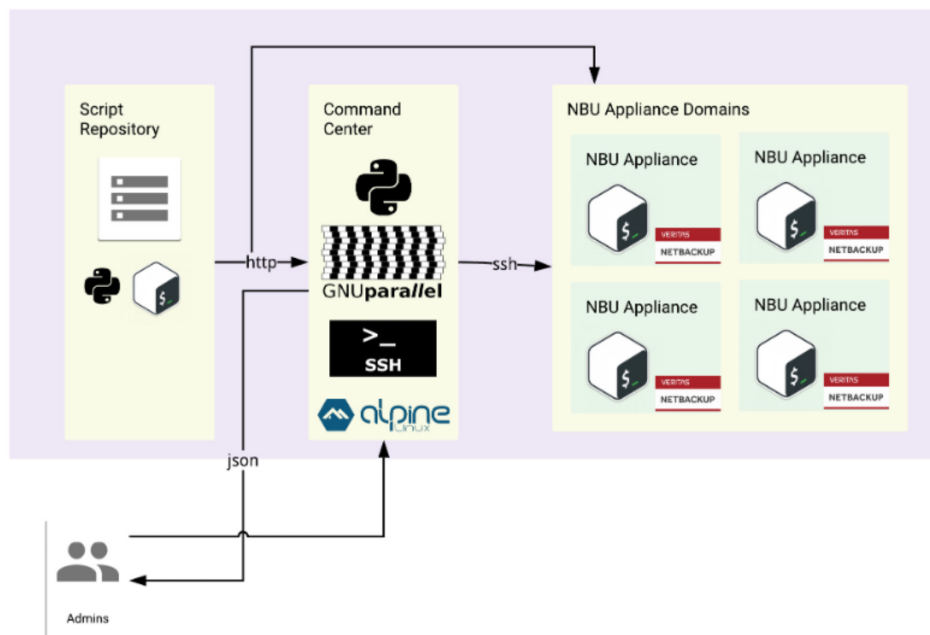 Script
Repository
$_
http
Command
Center
GNUparallel
>_
SSH
alpine
LINUX
ssh
NBU Appliance Domains
NBU Appliance
$_
VERITAS
NETBACKUP
NBU Appliance
$_
VERITAS
NETBACKUP
NBU Appliance
$_
VERITAS
NETBACKUP
NBU Appliance
$_
VERITAS
NETBACKUP
json
Admins